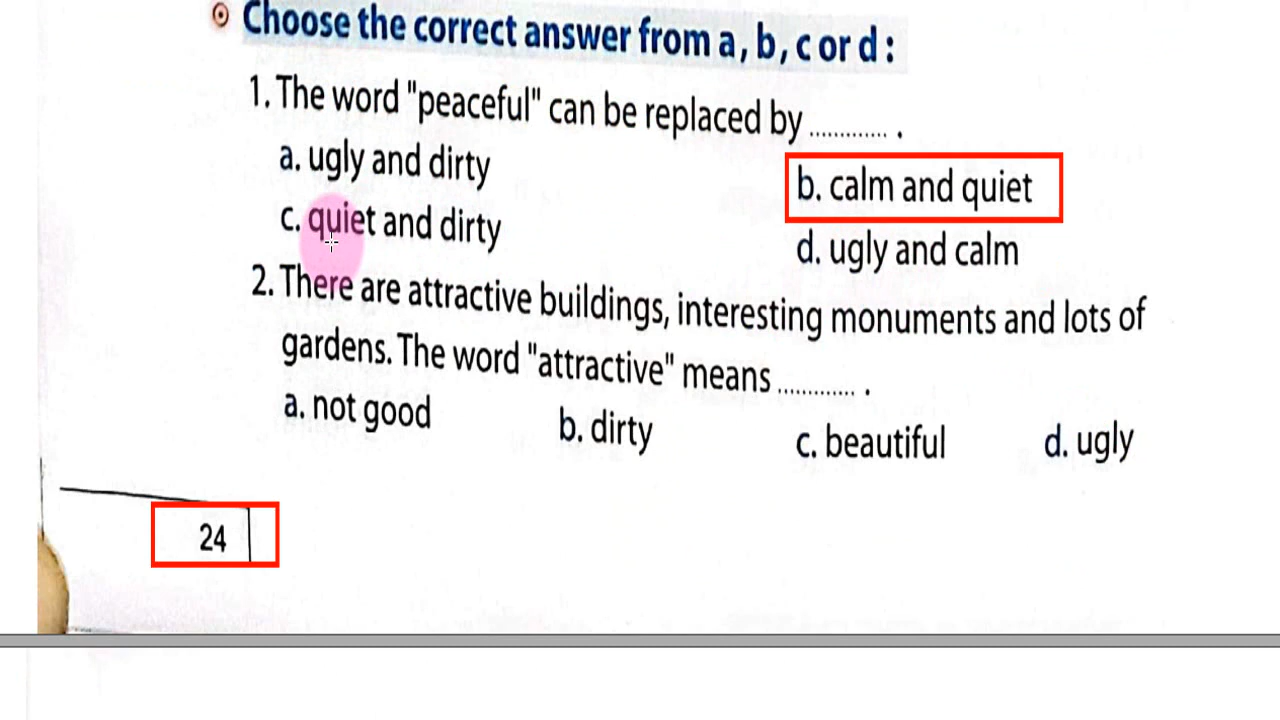 Choose the correct answer from a, b, c or d :
1. The word "peaceful" can be replaced by ............. .
a. ugly and dirty
b. calm and quiet
c. quiet and dirty
d. ugly and calm
2. There are attractive buildings, interesting monuments and lots of
gardens. The word "attractive" means ............. .
a. not good b. dirty c. beautiful d. ugly
24